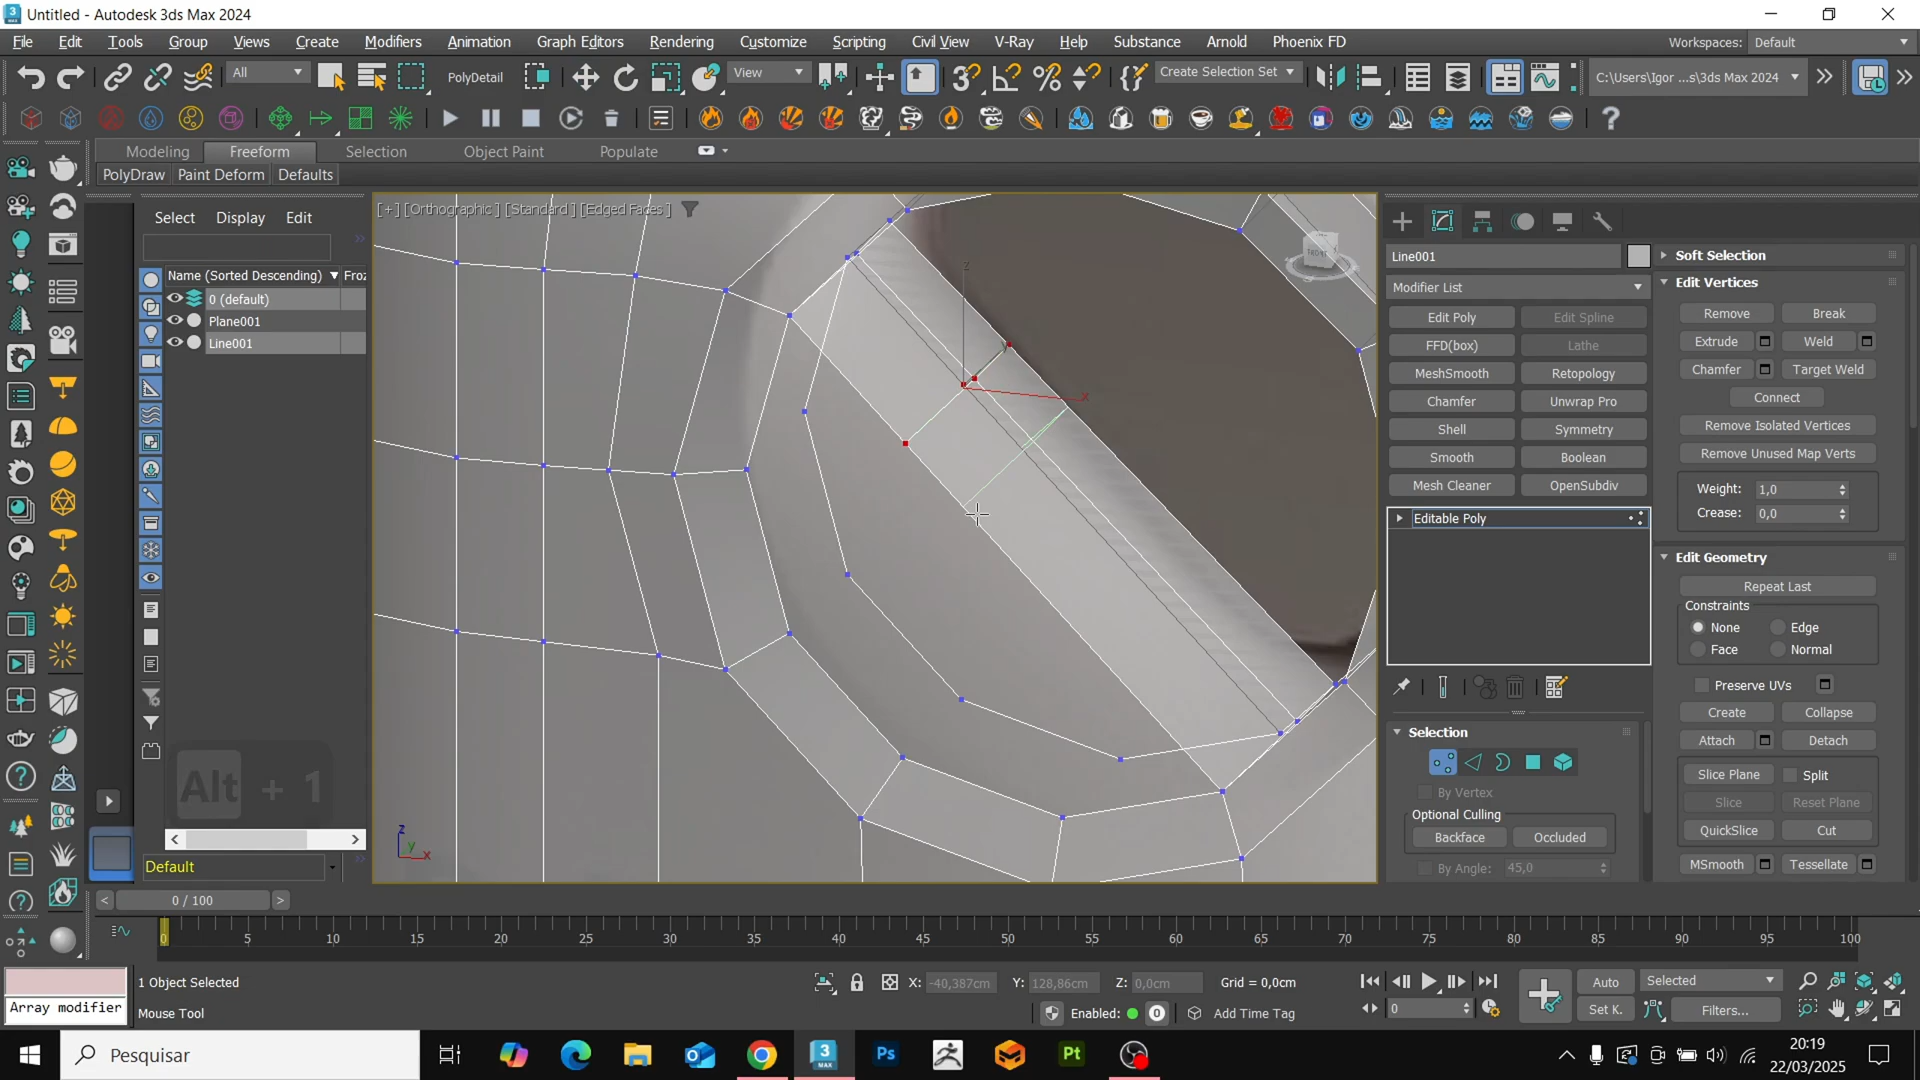 Untitled - Autodesk 3ds Max 2024
File Edit Tools Group Views Create Modifiers Animation Graph Editors Rendering Customize Scripting Civil View V-Ray Help Substance Arnold Phoenix FD
Workspaces: Default
All PolyDetail View Create Selection Set C:\Users\Igor ...s\3ds Max 2024
Modeling Freeform Selection Object Paint Populate
PolyDraw Paint Deform Defaults
Select Display Edit
[+] [Orthographic ] [Standard ] [Edged Faces ]
Name (Sorted Descending) Froz
0 (default)
Plane001
Line001
Alt + 1
Default
FRONT
z
y
x
z
y
x
Line001
Modifier List
Edit Poly Edit Spline
FFD(box) Lathe
MeshSmooth Retopology
Chamfer Unwrap Pro
Shell Symmetry
Smooth Boolean
Mesh Cleaner OpenSubdiv
Editable Poly
Selection
By Vertex
Optional Culling
Backface Occluded
By Angle: 45,0
Soft Selection
Edit Vertices
Remove Break
Extrude Weld
Chamfer Target Weld
Connect
Remove Isolated Vertices
Remove Unused Map Verts
Weight: 1,0
Crease: 0,0
Edit Geometry
Repeat Last
Constraints
None Edge
Face Normal
Preserve UVs
Create Collapse
Attach Detach
Slice Plane Split
Slice Reset Plane
QuickSlice Cut
MSmooth Tessellate
0 / 100
0 5 10 15 20 25 30 35 40 45 50 55 60 65 70 75 80 85 90 95 100
Array modifier
1 Object Selected
Mouse Tool
X: -40,387cm Y: 128,86cm Z: 0,0cm Grid = 0,0cm
Enabled: 0 Add Time Tag
0
Auto Selected
Set K. Filters...
Pesquisar
3 MAX
Ps
Pt
20:19
22/03/2025